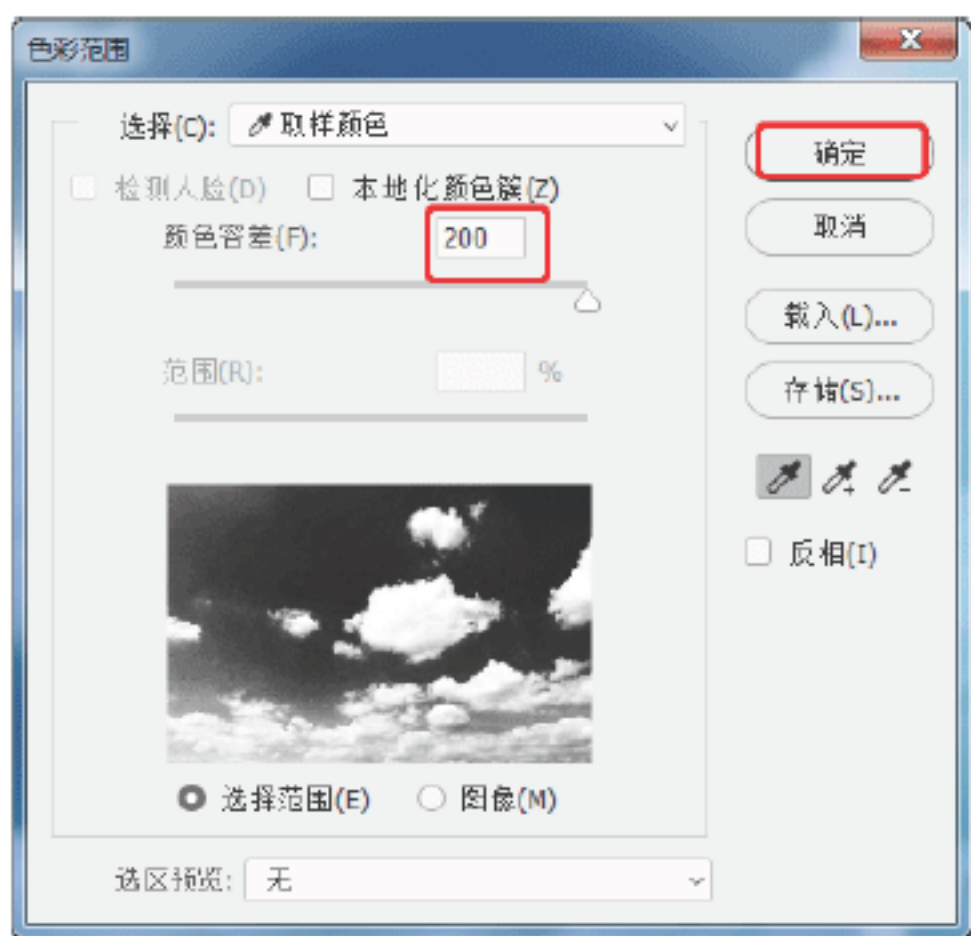 色彩范围
选择(C): 取样颜色
检测人脸(D) 本地化颜色簇(Z)
颜色容差(F): 200
范围(R): %
选择范围(E) 图像(M)
选区预览: 无
确定
取消
载入(L)...
存储(S)...
反相(I)